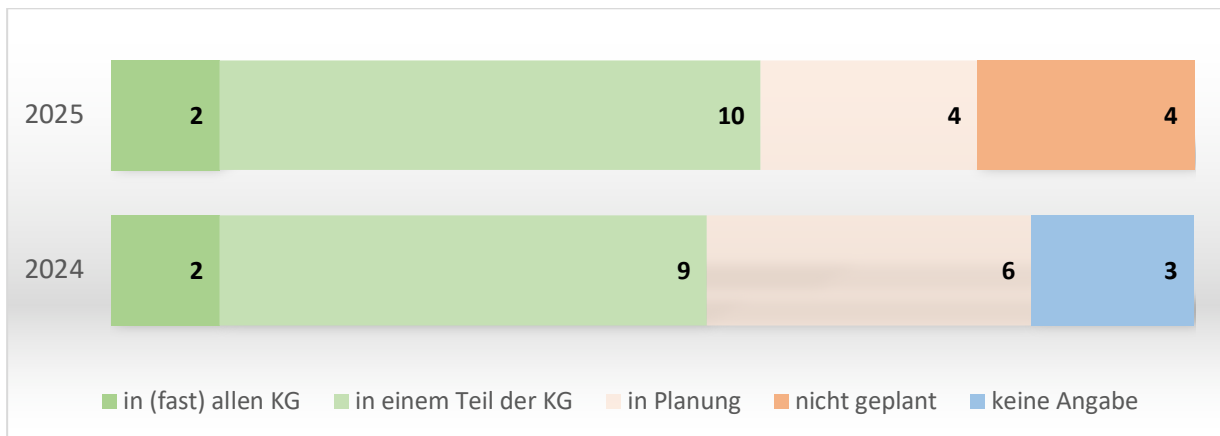 2025 2 10 4 4
2024 2 9 6 3
in (fast) allen KG in einem Teil der KG in Planung nicht geplant keine Angabe